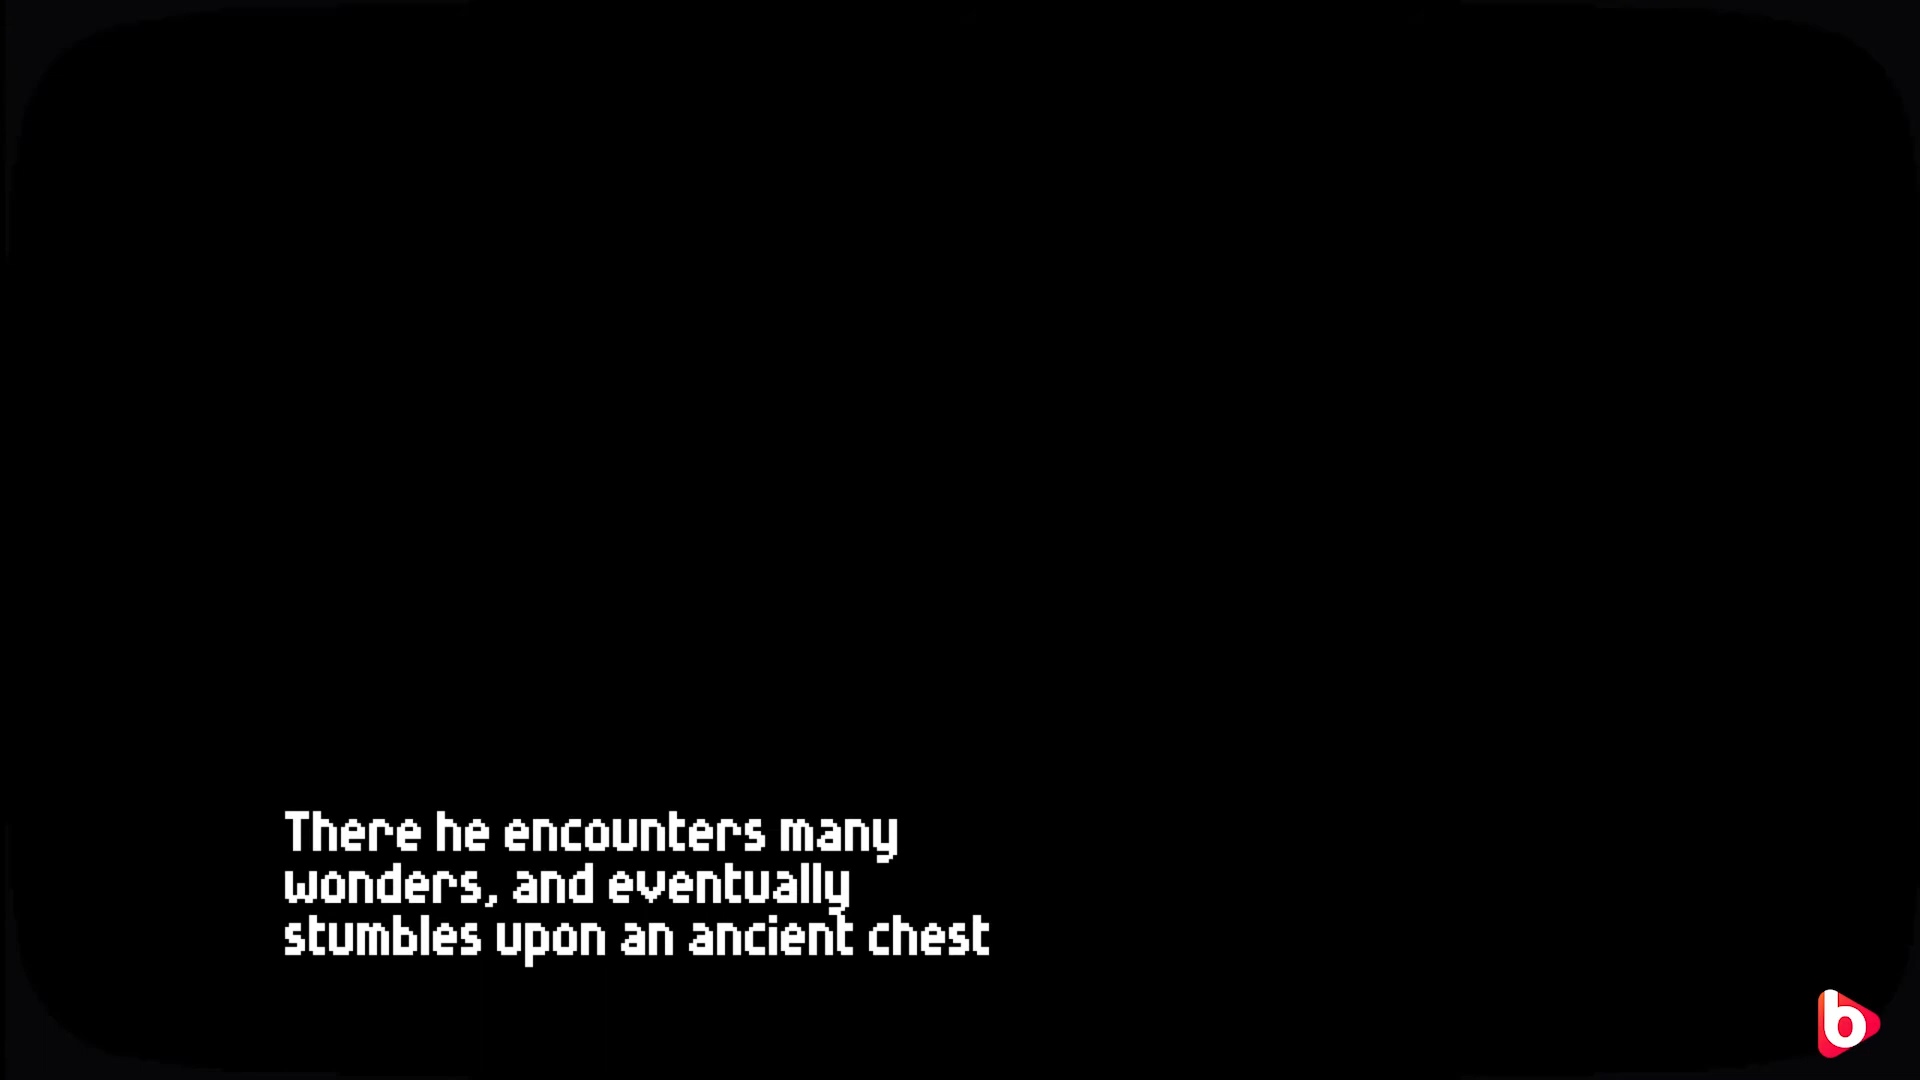 There he encounters many
wonders, and eventually
stumbles upon an ancient chest
b